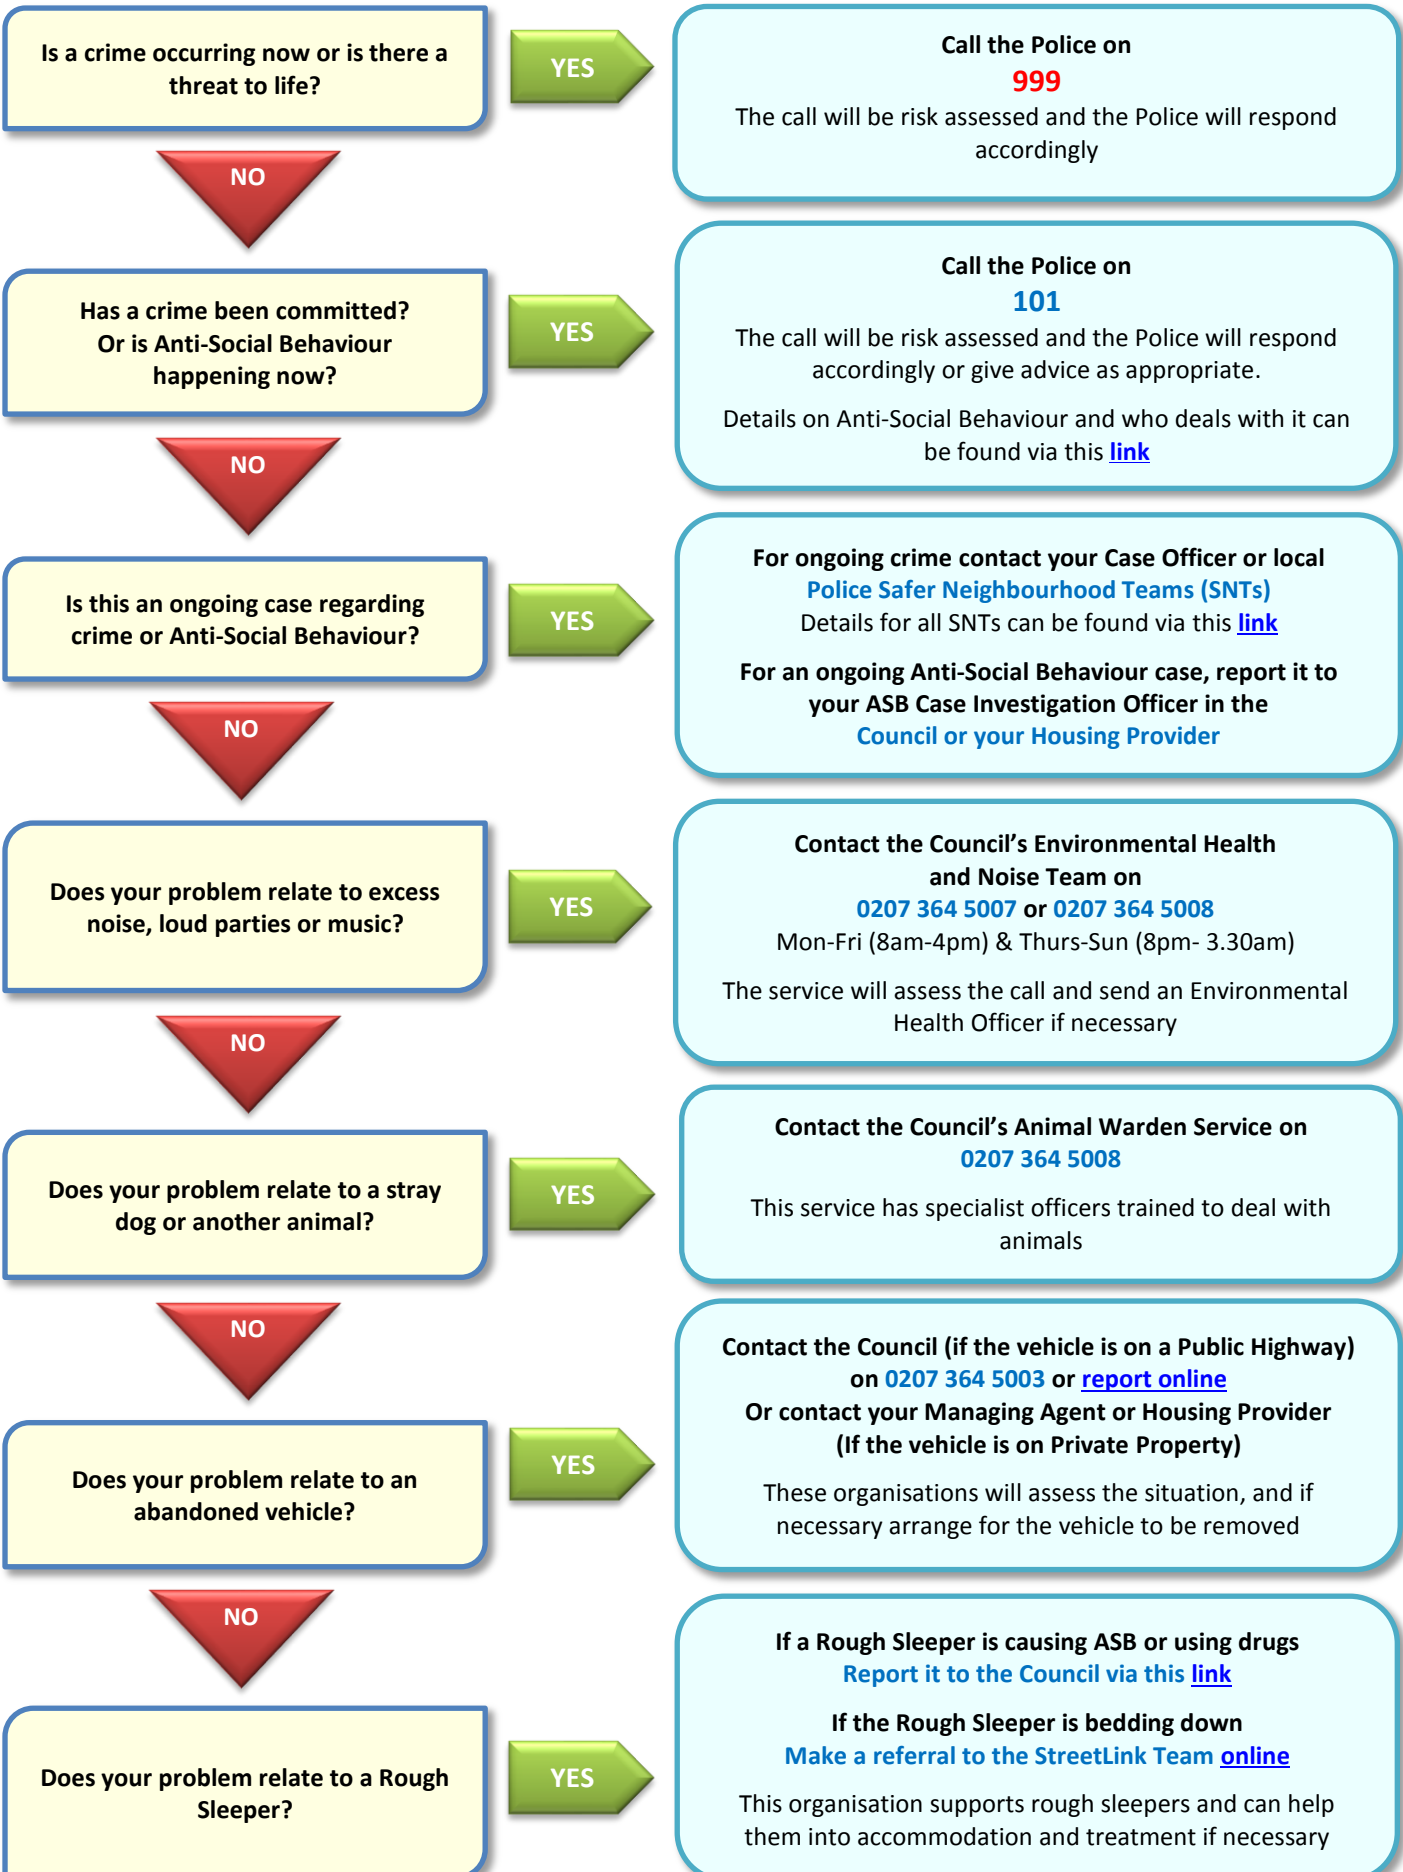 Is a crime occurring now or is there a
threat to life?
YES
Call the Police on
999
The call will be risk assessed and the Police will respond
accordingly
NO
Has a crime been committed?
Or is Anti-Social Behaviour
happening now?
YES
Call the Police on
101
The call will be risk assessed and the Police will respond
accordingly or give advice as appropriate.
Details on Anti-Social Behaviour and who deals with it can
be found via this link
NO
Is this an ongoing case regarding
crime or Anti-Social Behaviour?
YES
For ongoing crime contact your Case Officer or local
Police Safer Neighbourhood Teams (SNTs)
Details for all SNTs can be found via this link
For an ongoing Anti-Social Behaviour case, report it to
your ASB Case Investigation Officer in the
Council or your Housing Provider
NO
Does your problem relate to excess
noise, loud parties or music?
YES
Contact the Council’s Environmental Health
and Noise Team on
0207 364 5007 or 0207 364 5008
Mon-Fri (8am-4pm) & Thurs-Sun (8pm- 3.30am)
The service will assess the call and send an Environmental
Health Officer if necessary
NO
Does your problem relate to a stray
dog or another animal?
YES
Contact the Council’s Animal Warden Service on
0207 364 5008
This service has specialist officers trained to deal with
animals
NO
Does your problem relate to an
abandoned vehicle?
YES
Contact the Council (if the vehicle is on a Public Highway)
on 0207 364 5003 or report online
Or contact your Managing Agent or Housing Provider
(If the vehicle is on Private Property)
These organisations will assess the situation, and if
necessary arrange for the vehicle to be removed
NO
Does your problem relate to a Rough
Sleeper?
YES
If a Rough Sleeper is causing ASB or using drugs
Report it to the Council via this link
If the Rough Sleeper is bedding down
Make a referral to the StreetLink Team online
This organisation supports rough sleepers and can help
them into accommodation and treatment if necessary